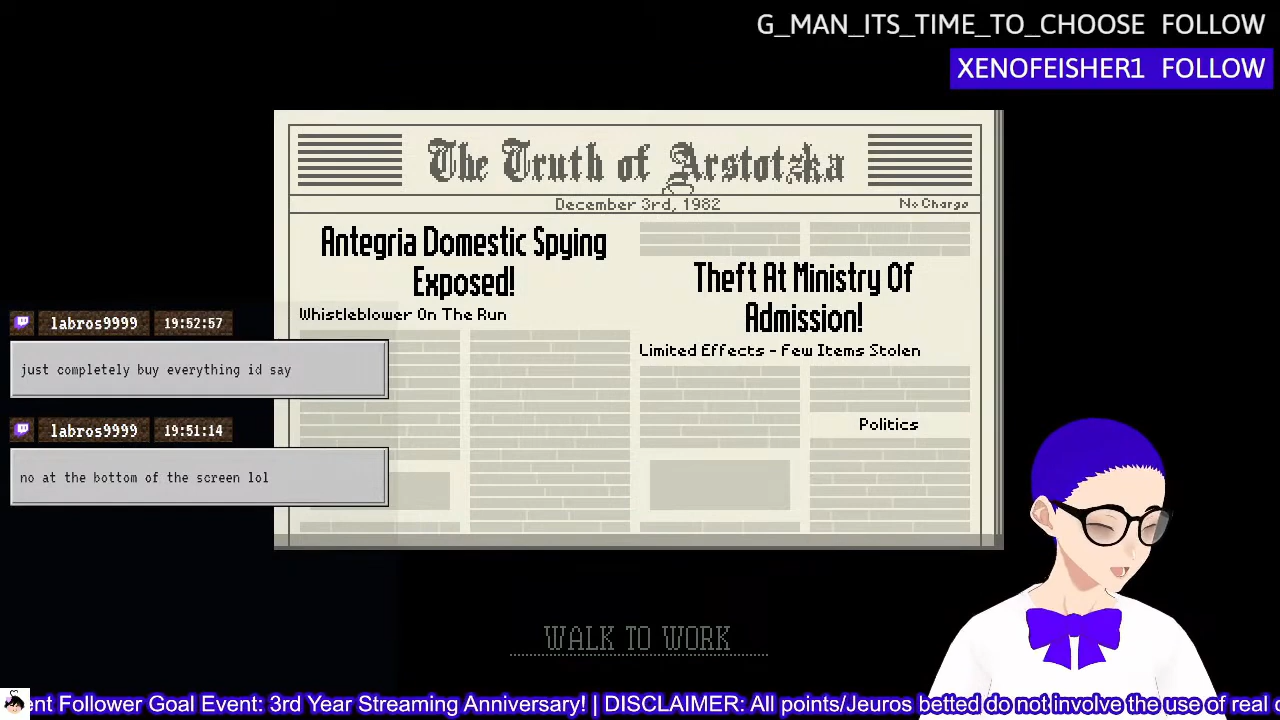 G_MAN_ITS_TIME_TO_CHOOSE FOLLOW
XENOFEISHER1 FOLLOW
The Truth of Arstotzka
December 3rd, 1982
No Charge
Antegria Domestic Spying
Exposed!
Whistleblower On The Run
Theft At Ministry Of
Admission!
Limited Effects - Few Items Stolen
Politics
labros9999 19:52:57
just completely buy everything id say
labros9999 19:51:14
no at the bottom of the screen lol
WALK TO WORK
ent Follower Goal Event: 3rd Year Streaming Anniversary! | DISCLAIMER: All points/Jeuros betted do not involve the use of real